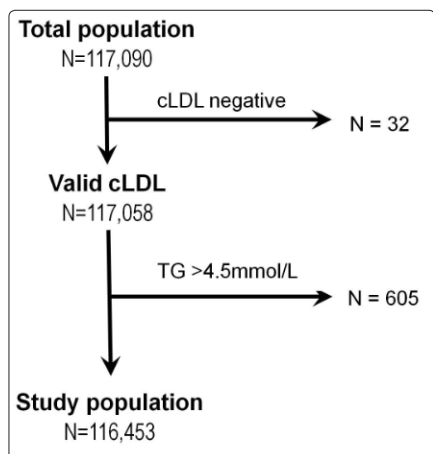 Total population
N=117,090
cLDL negative
N = 32
Valid cLDL
N=117,058
TG >4.5mmol/L
N = 605
Study population
N=116,453